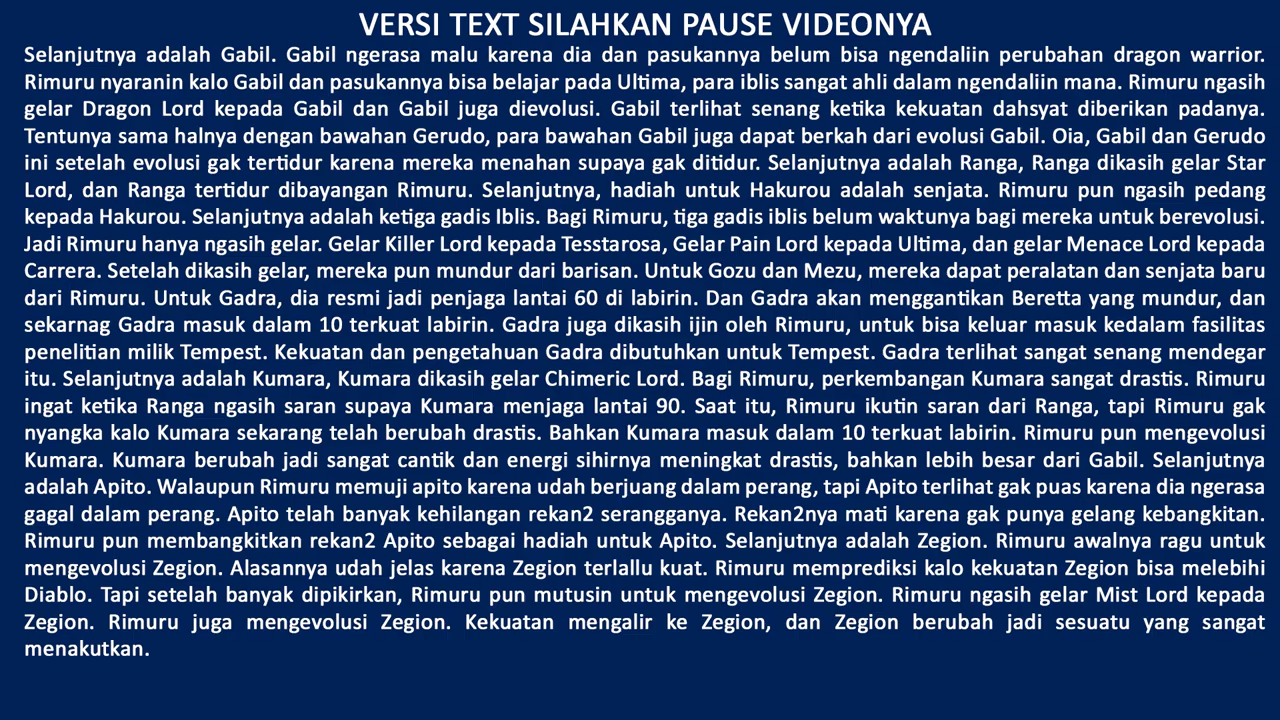 VERSI TEXT SILAHKAN PAUSE VIDEONYA
Selanjutnya adalah Gabil. Gabil ngerasa malu karena dia dan pasukannya belum bisa ngendaliin perubahan dragon warrior.
Rimuru nyaranin kalo Gabil dan pasukannya bisa belajar pada Ultima, para iblis sangat ahli dalam ngendaliin mana. Rimuru ngasih
gelar Dragon Lord kepada Gabil dan Gabil juga dievolusi. Gabil terlihat senang ketika kekuatan dahsyat diberikan padanya.
Tentunya sama halnya dengan bawahan Gerudo, para bawahan Gabil juga dapat berkah dari evolusi Gabil. Oia, Gabil dan Gerudo
ini setelah evolusi gak tertidur karena mereka menahan supaya gak ditidur. Selanjutnya adalah Ranga, Ranga dikasih gelar Star
Lord, dan Ranga tertidur dibayangan Rimuru. Selanjutnya, hadiah untuk Hakurou adalah senjata. Rimuru pun ngasih pedang
kepada Hakurou. Selanjutnya adalah ketiga gadis Iblis. Bagi Rimuru, tiga gadis iblis belum waktunya bagi mereka untuk berevolusi.
Jadi Rimuru hanya ngasih gelar. Gelar Killer Lord kepada Tesstarosa, Gelar Pain Lord kepada Ultima, dan gelar Menace Lord kepada
Carrera. Setelah dikasih gelar, mereka pun mundur dari barisan. Untuk Gozu dan Mezu, mereka dapat peralatan dan senjata baru
dari Rimuru. Untuk Gadra, dia resmi jadi penjaga lantai 60 di labirin. Dan Gadra akan menggantikan Beretta yang mundur, dan
sekarnag Gadra masuk dalam 10 terkuat labirin. Gadra juga dikasih ijin oleh Rimuru, untuk bisa keluar masuk kedalam fasilitas
penelitian milik Tempest. Kekuatan dan pengetahuan Gadra dibutuhkan untuk Tempest. Gadra terlihat sangat senang mendegar
itu. Selanjutnya adalah Kumara, Kumara dikasih gelar Chimeric Lord. Bagi Rimuru, perkembangan Kumara sangat drastis. Rimuru
ingat ketika Ranga ngasih saran supaya Kumara menjaga lantai 90. Saat itu, Rimuru ikutin saran dari Ranga, tapi Rimuru gak
nyangka kalo Kumara sekarang telah berubah drastis. Bahkan Kumara masuk dalam 10 terkuat labirin. Rimuru pun mengevolusi
Kumara. Kumara berubah jadi sangat cantik dan energi sihirnya meningkat drastis, bahkan lebih besar dari Gabil. Selanjutnya
adalah Apito. Walaupun Rimuru memuji apito karena udah berjuang dalam perang, tapi Apito terlihat gak puas karena dia ngerasa
gagal dalam perang. Apito telah banyak kehilangan rekan2 serangganya. Rekan2nya mati karena gak punya gelang kebangkitan.
Rimuru pun membangkitkan rekan2 Apito sebagai hadiah untuk Apito. Selanjutnya adalah Zegion. Rimuru awalnya ragu untuk
mengevolusi Zegion. Alasannya udah jelas karena Zegion terlallu kuat. Rimuru memprediksi kalo kekuatan Zegion bisa melebihi
Diablo. Tapi setelah banyak dipikirkan, Rimuru pun mutusin untuk mengevolusi Zegion. Rimuru ngasih gelar Mist Lord kepada
Zegion. Rimuru juga mengevolusi Zegion. Kekuatan mengalir ke Zegion, dan Zegion berubah jadi sesuatu yang sangat
menakutkan.